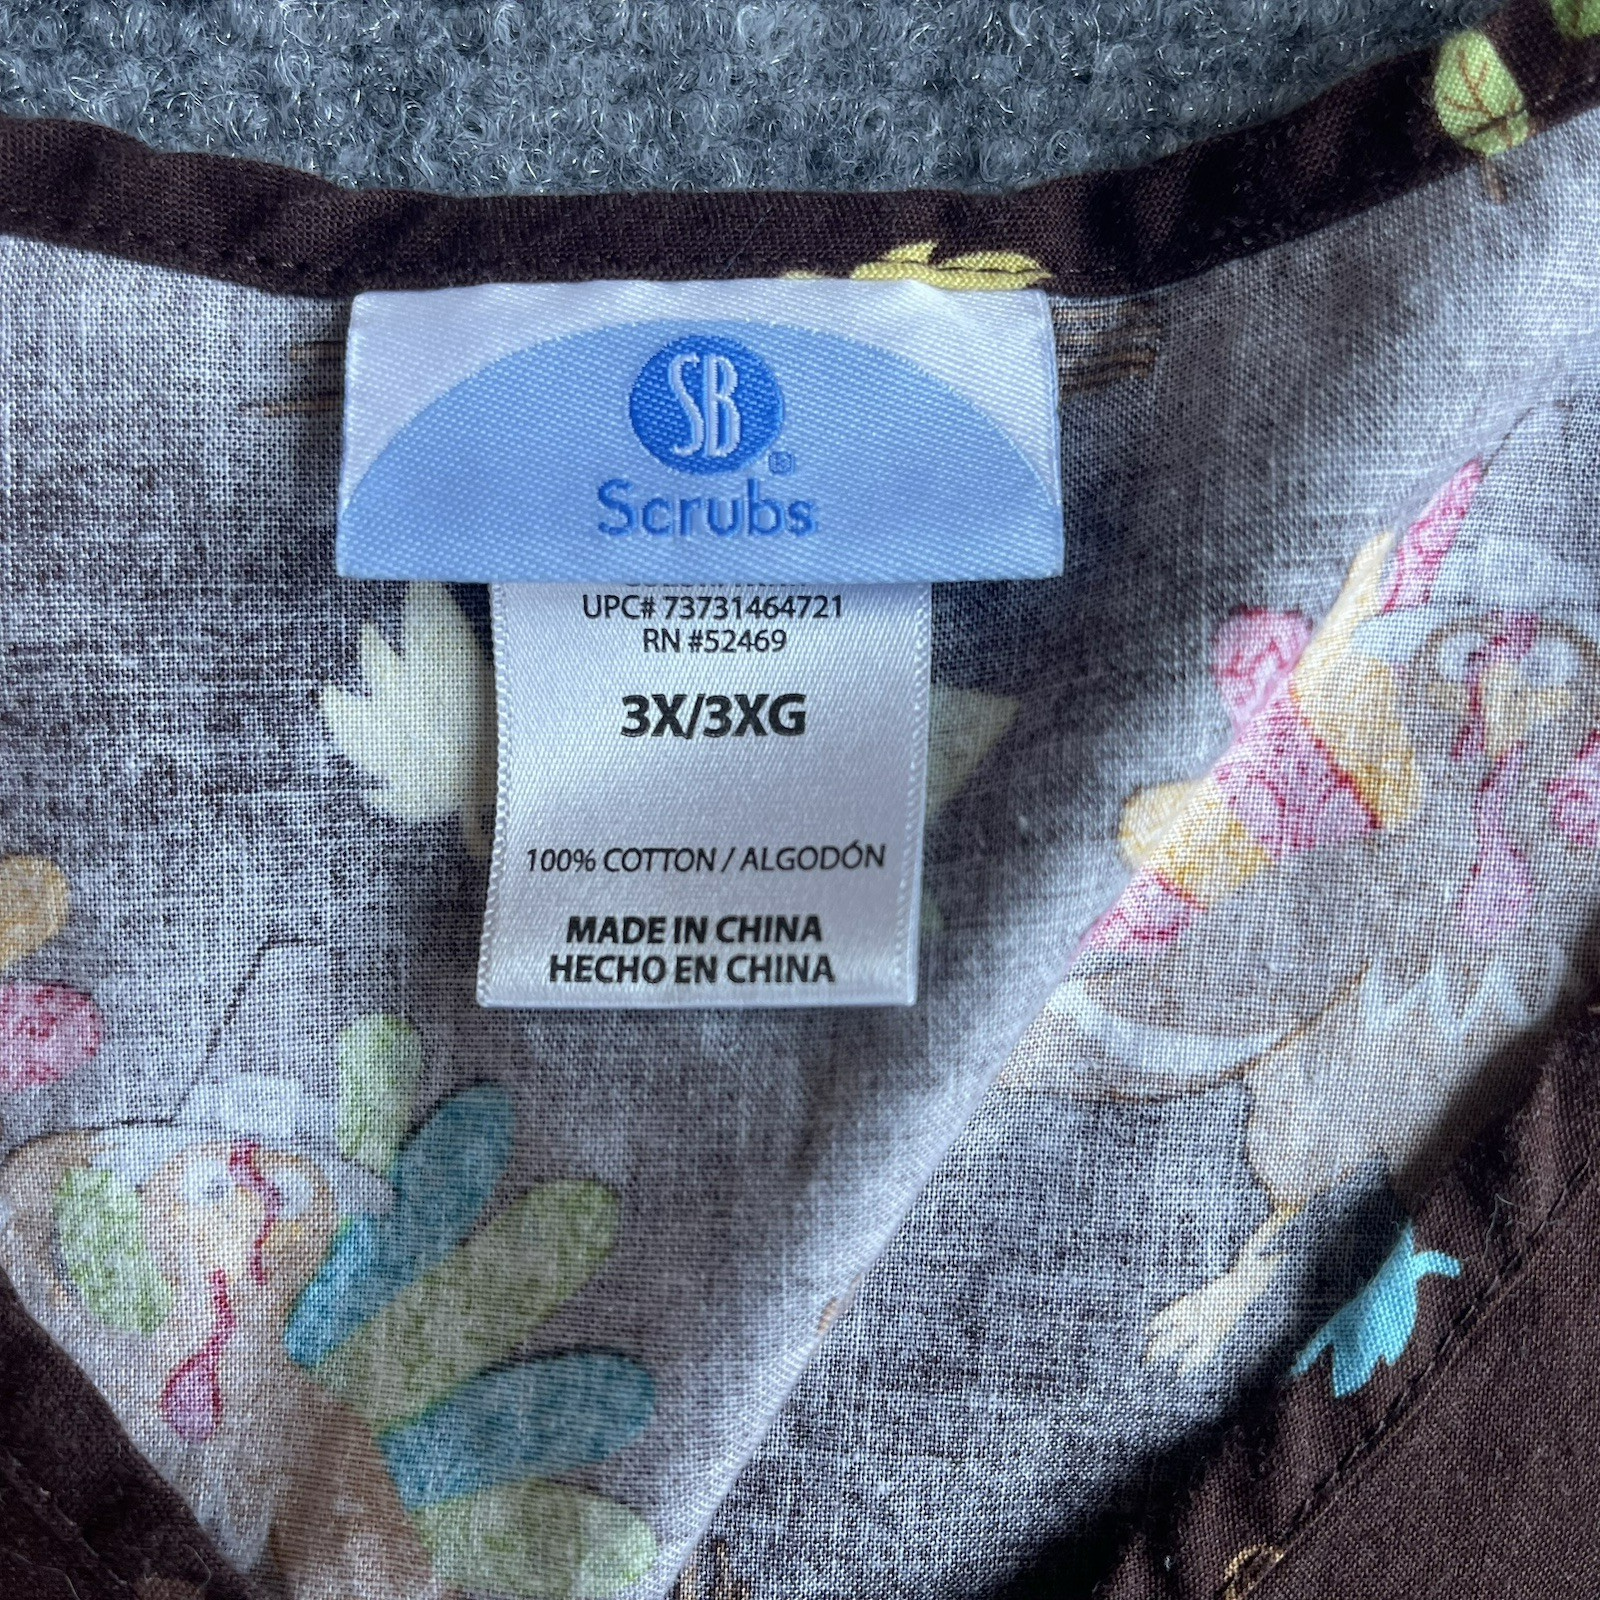 SB
®
Scrubs
UPC# 73731464721
RN #52469
3X/3XG
100% COTTON / ALGODÓN
MADE IN CHINA
HECHO EN CHINA